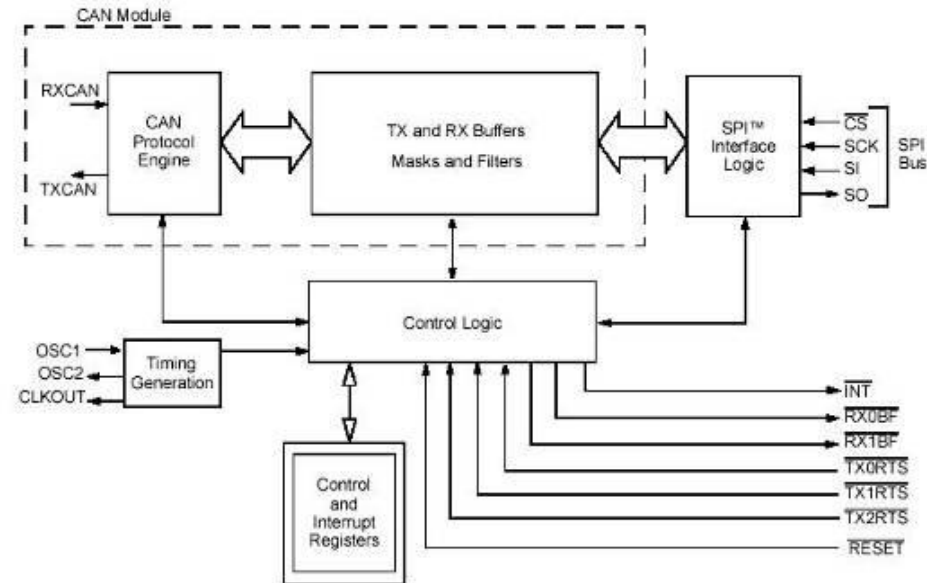 CAN Module
RXCAN
TXCAN
CAN
Protocol
Engine
TX and RX Buffers
Masks and Filters
SPI™
Interface
Logic
CS
SCK
SI
SO
SPI
Bus
Control Logic
OSC1
OSC2
CLKOUT
Timing
Generation
INT
RX0BF
RX1BF
TX0RTS
TX1RTS
TX2RTS
RESET
Control
and
Interrupt
Registers